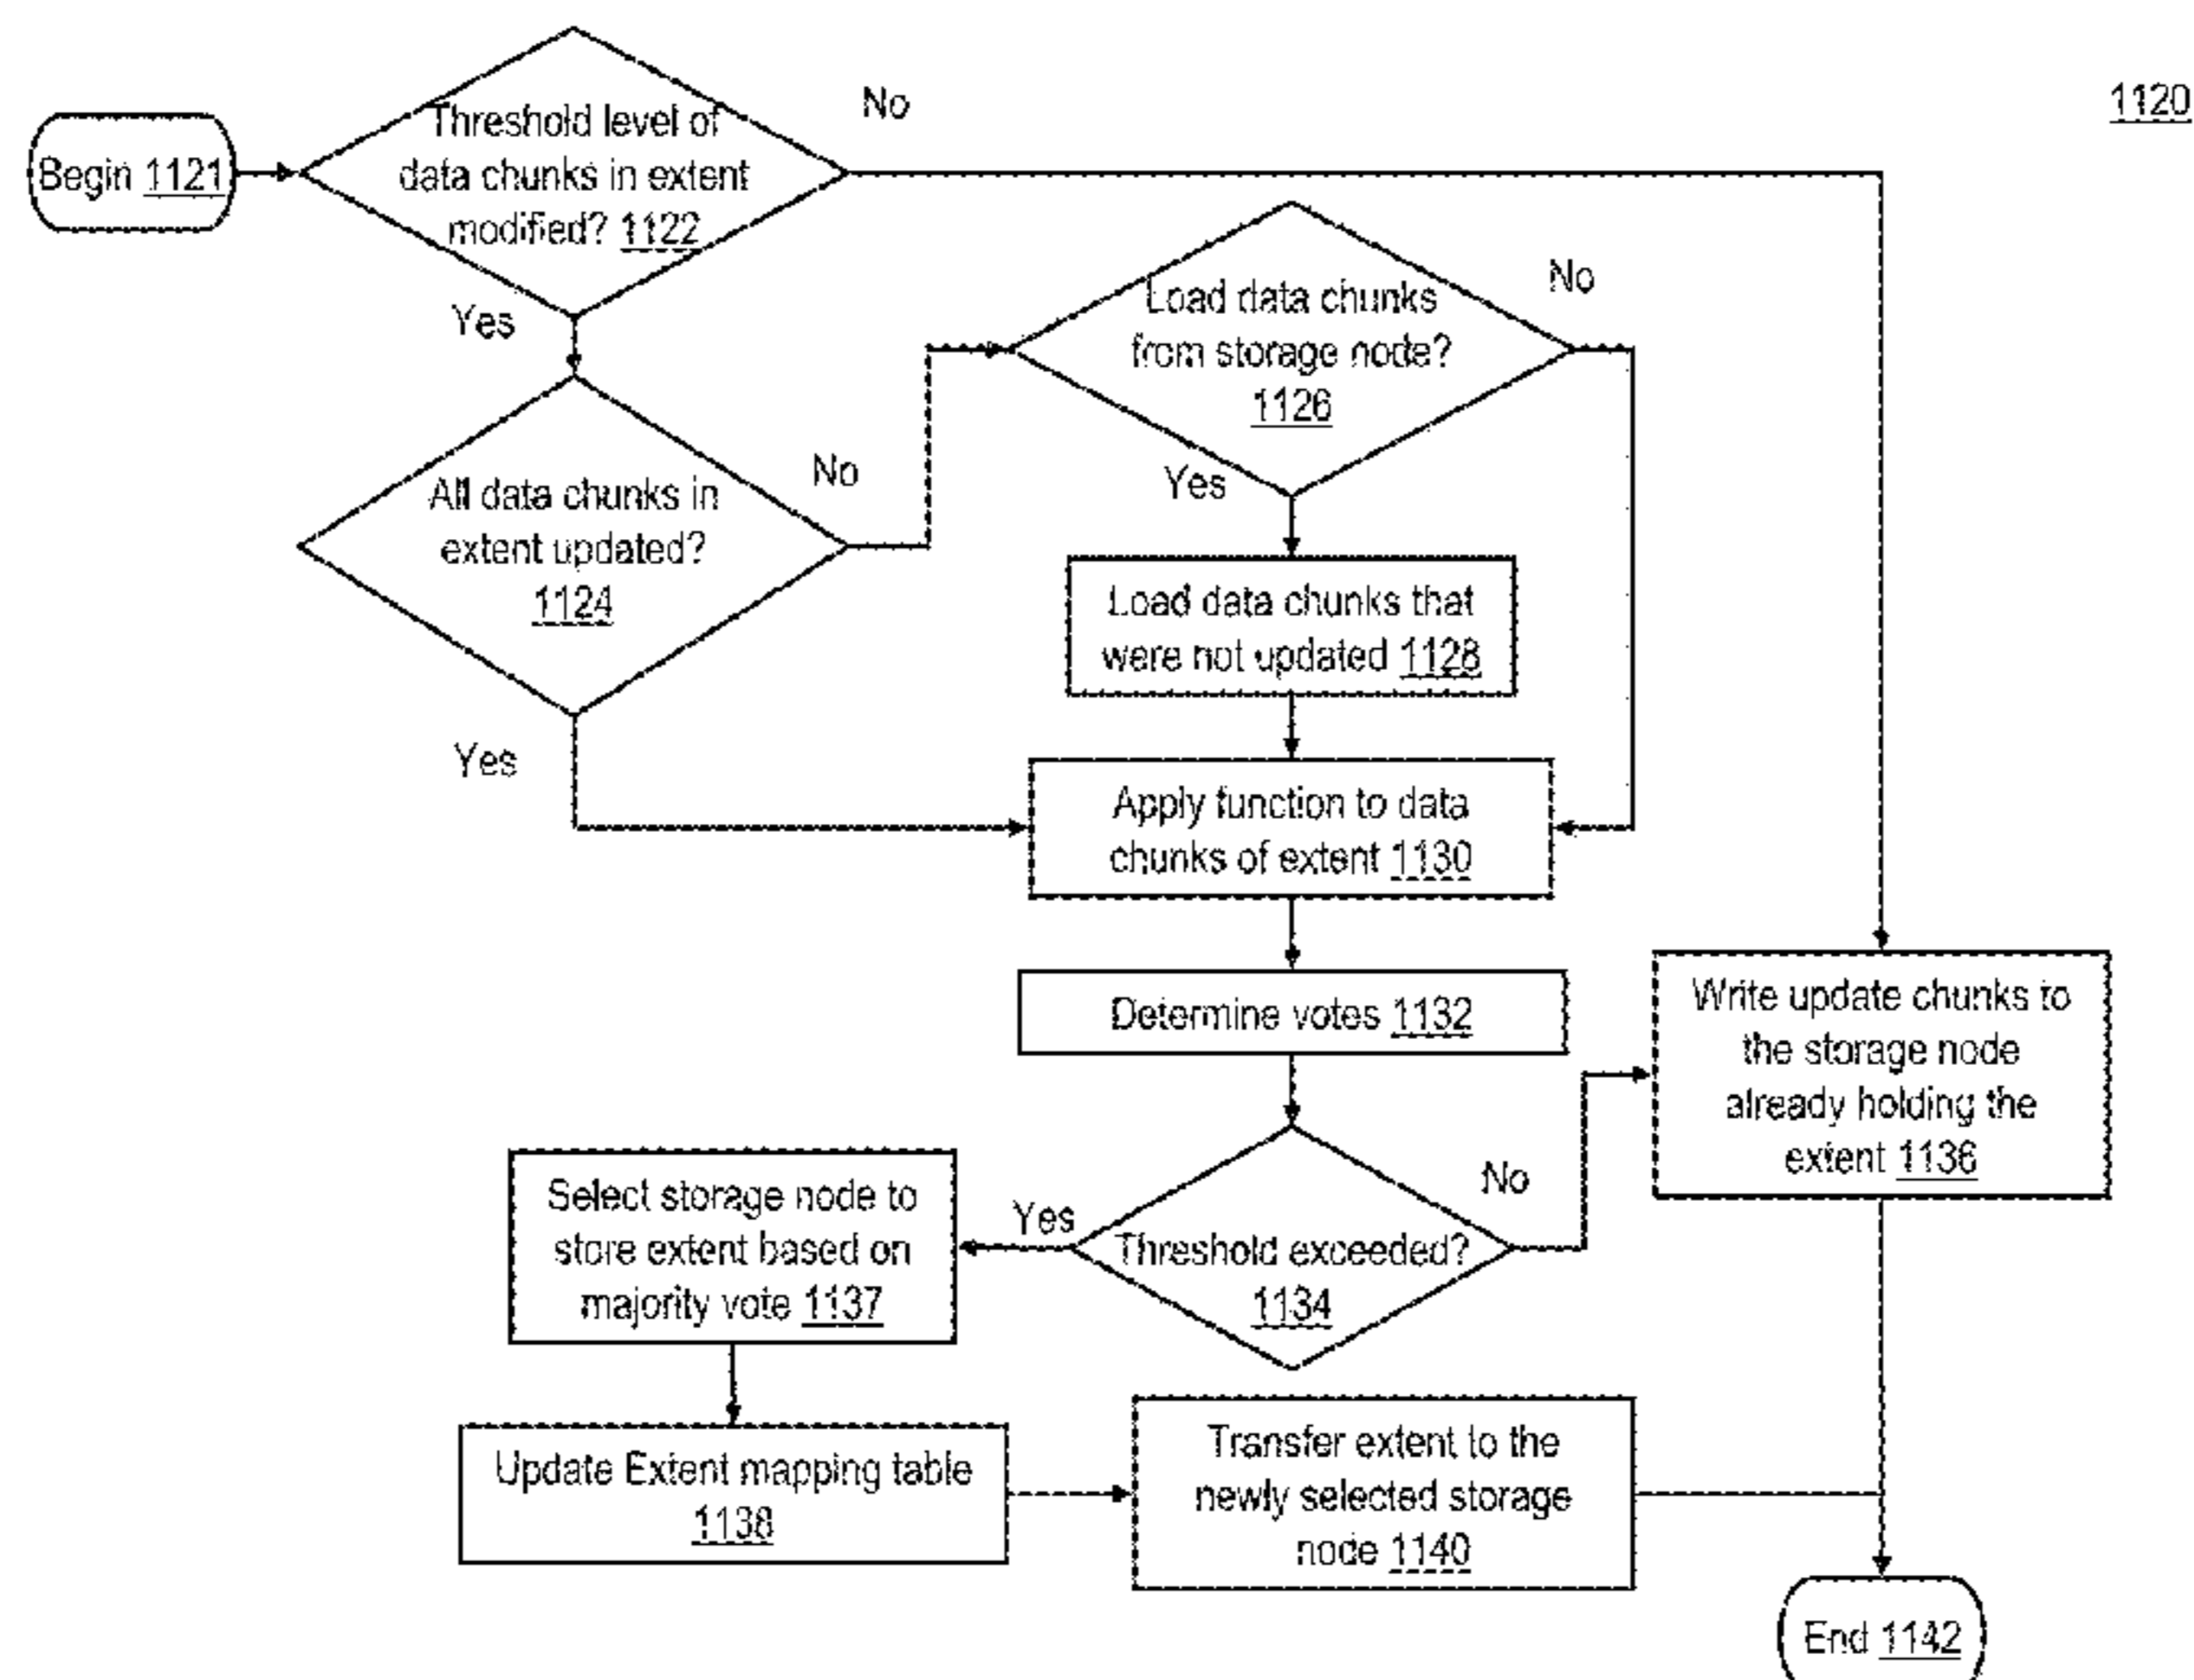 1120
Begin 1121
Threshold level of
data chunks in extent
modified? 1122
No
Yes
Load data chunks
from storage node?
1126
No
Yes
All data chunks in
extent updated?
1124
No
Yes
Load data chunks that
were not updated 1128
Apply function to data
chunks of extent 1130
Determine votes 1132
Threshold exceeded?
1134
No
Yes
Write update chunks to
the storage node
already holding the
extent 1136
Select storage node to
store extent based on
majority vote 1137
Update Extent mapping table
1138
Transfer extent to the
newly selected storage
node 1140
End 1142